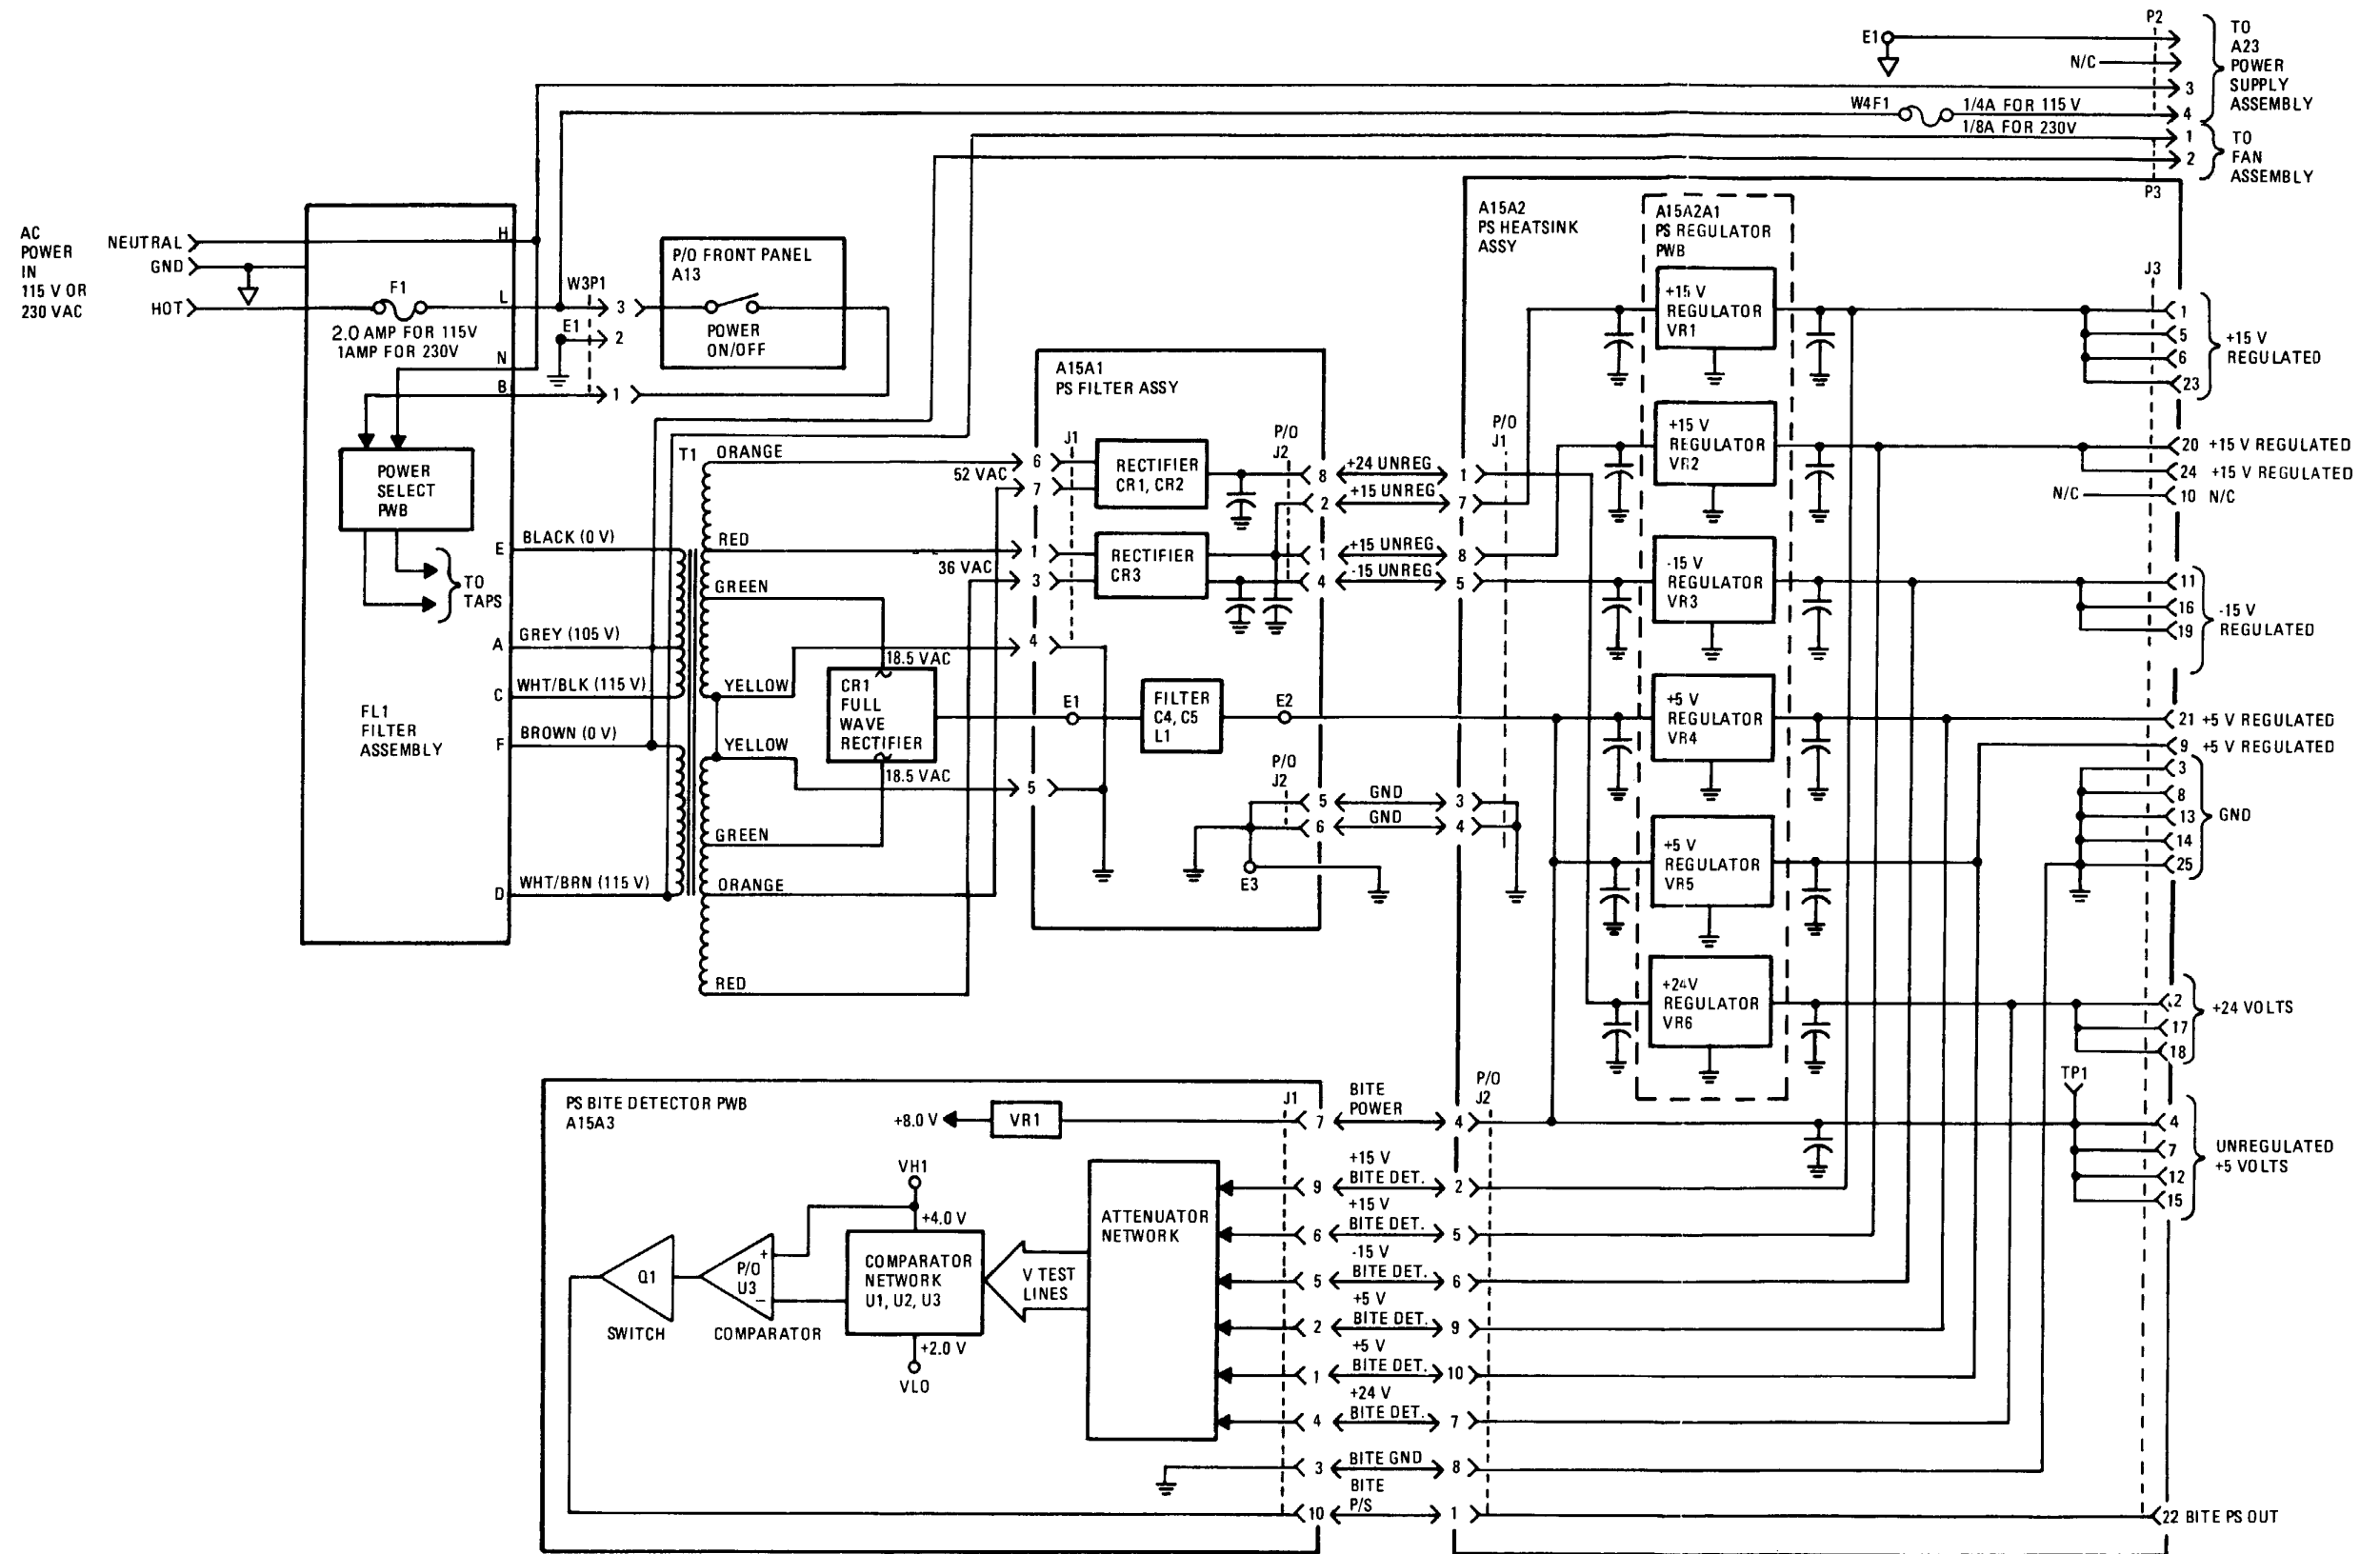 P2
E1
TO
A23
POWER
SUPPLY
ASSEMBLY
N/C
3
W4F1
1/4A FOR 115 V
4
1/8A FOR 230V
1
2
TO
FAN
ASSEMBLY
P3
AC
POWER
IN
115 V OR
230 VAC
NEUTRAL
GND
HOT
H
F1
L
2.0 AMP FOR 115V
1AMP FOR 230V
N
B
W3P1
3
E1
2
1
P/O FRONT PANEL
A13
POWER
ON/OFF
POWER
SELECT
PWB
TO
TAPS
FL1
FILTER
ASSEMBLY
E
BLACK (0 V)
A
GREY (105 V)
C
WHT/BLK (115 V)
F
BROWN (0 V)
D
WHT/BRN (115 V)
T1
ORANGE
52 VAC
RED
36 VAC
GREEN
18.5 VAC
YELLOW
YELLOW
18.5 VAC
GREEN
ORANGE
RED
CR1
FULL
WAVE
RECTIFIER
A15A1
PS FILTER ASSY
J1
6
7
1
3
4
5
RECTIFIER
CR1, CR2
RECTIFIER
CR3
E1
FILTER
C4, C5
L1
E2
P/O
J2
8
2
1
4
P/O
J2
5
6
E3
+24 UNREG
+15 UNREG
+15 UNREG
-15 UNREG
GND
GND
A15A2
PS HEATSINK
ASSY
P/O
J1
1
7
8
5
3
4
A15A2A1
PS REGULATOR
PWB
+15 V
REGULATOR
VR1
+15 V
REGULATOR
VR2
-15 V
REGULATOR
VR3
+5 V
REGULATOR
VR4
+5 V
REGULATOR
VR5
+24V
REGULATOR
VR6
J3
1
5
6
23
+15 V
REGULATED
20 +15 V REGULATED
24 +15 V REGULATED
N/C
10 N/C
11
16
19
-15 V
REGULATED
21 +5 V REGULATED
9 +5 V REGULATED
3
8
13
14
25
GND
2
17
18
+24 VOLTS
TP1
4
7
12
15
UNREGULATED
+5 VOLTS
22 BITE PS OUT
PS BITE DETECTOR PWB
A15A3
+8.0 V
VR1
J1
7
BITE
POWER
4
P/O
J2
9
+15 V
BITE DET.
2
6
+15 V
BITE DET.
5
5
-15 V
BITE DET.
6
2
+5 V
BITE DET.
9
1
+5 V
BITE DET.
10
4
+24 V
BITE DET.
7
3
BITE GND
8
10
BITE
P/S
1
VH1
+4.0 V
COMPARATOR
NETWORK
U1, U2, U3
+2.0 V
VLO
V TEST
LINES
ATTENUATOR
NETWORK
Q1
SWITCH
+
P/O
U3
−
COMPARATOR